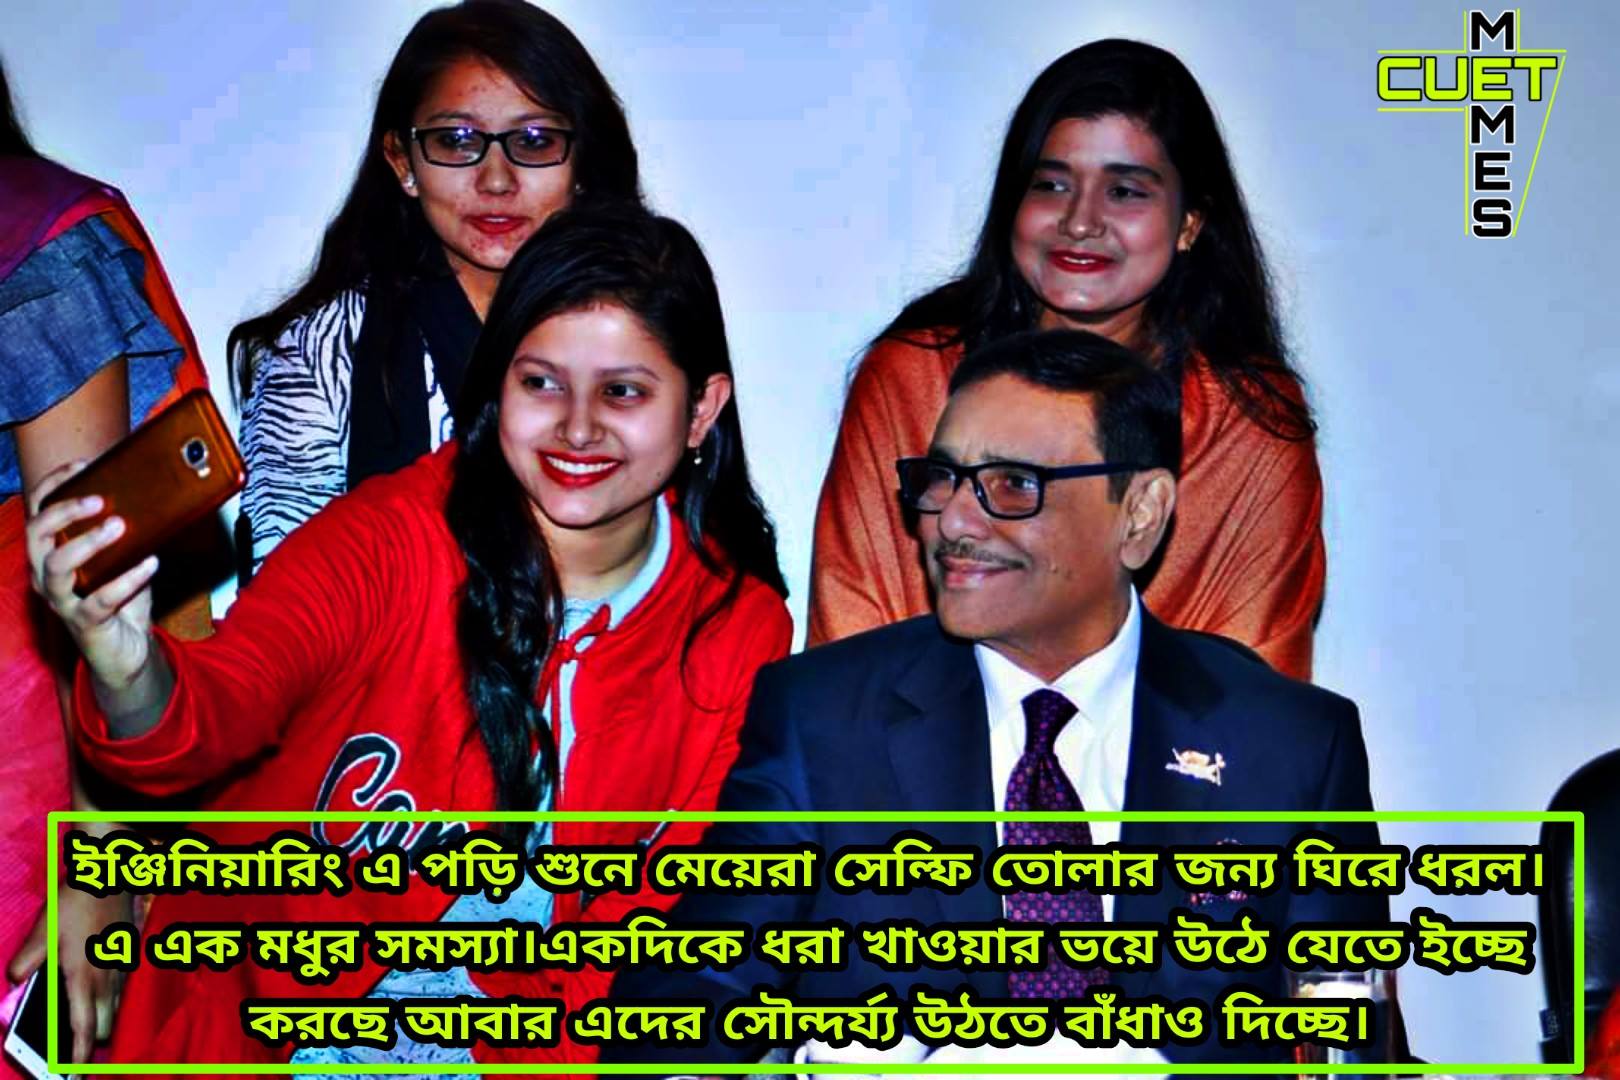 MEMES
CUET
ইঞ্জিনিয়ারিং এ পড়ি শুনে মেয়েরা সেল্ফি তোলার জন্য ঘিরে ধরল।
এ এক মধুর সমস্যা।একদিকে ধরা খাওয়ার ভয়ে উঠে যেতে ইচ্ছে
করছে আবার এদের সৌন্দর্য্য উঠতে বাঁধাও দিচ্ছে।